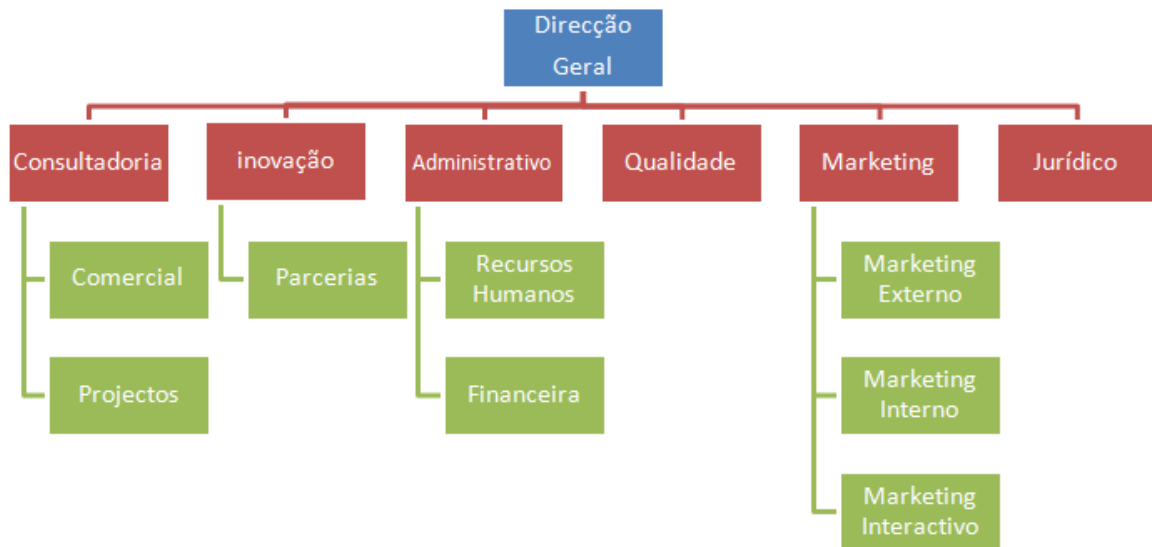 Direcção
Geral
Consultadoria
inovação
Administrativo
Qualidade
Marketing
Jurídico
Comercial
Parcerias
Recursos
Humanos
Marketing
Externo
Projectos
Financeira
Marketing
Interno
Marketing
Interactivo